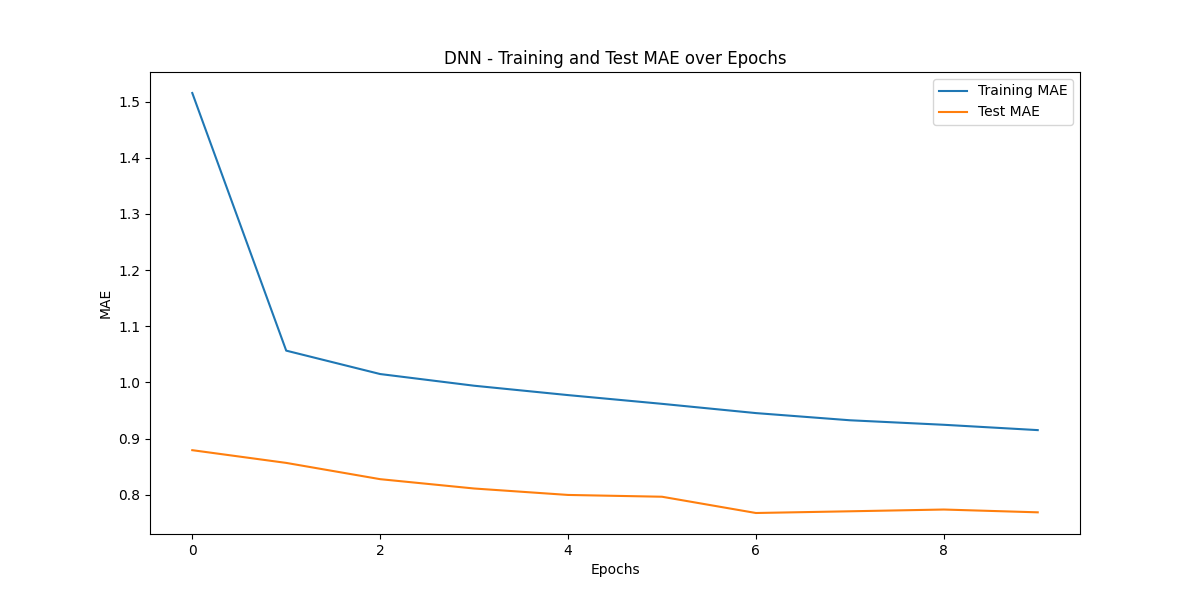 DNN - Training and Test MAE over Epochs
Training MAE
Test MAE
1.5
1.4
1.3
1.2
1.1
1.0
0.9
0.8
MAE
0
2
4
6
8
Epochs